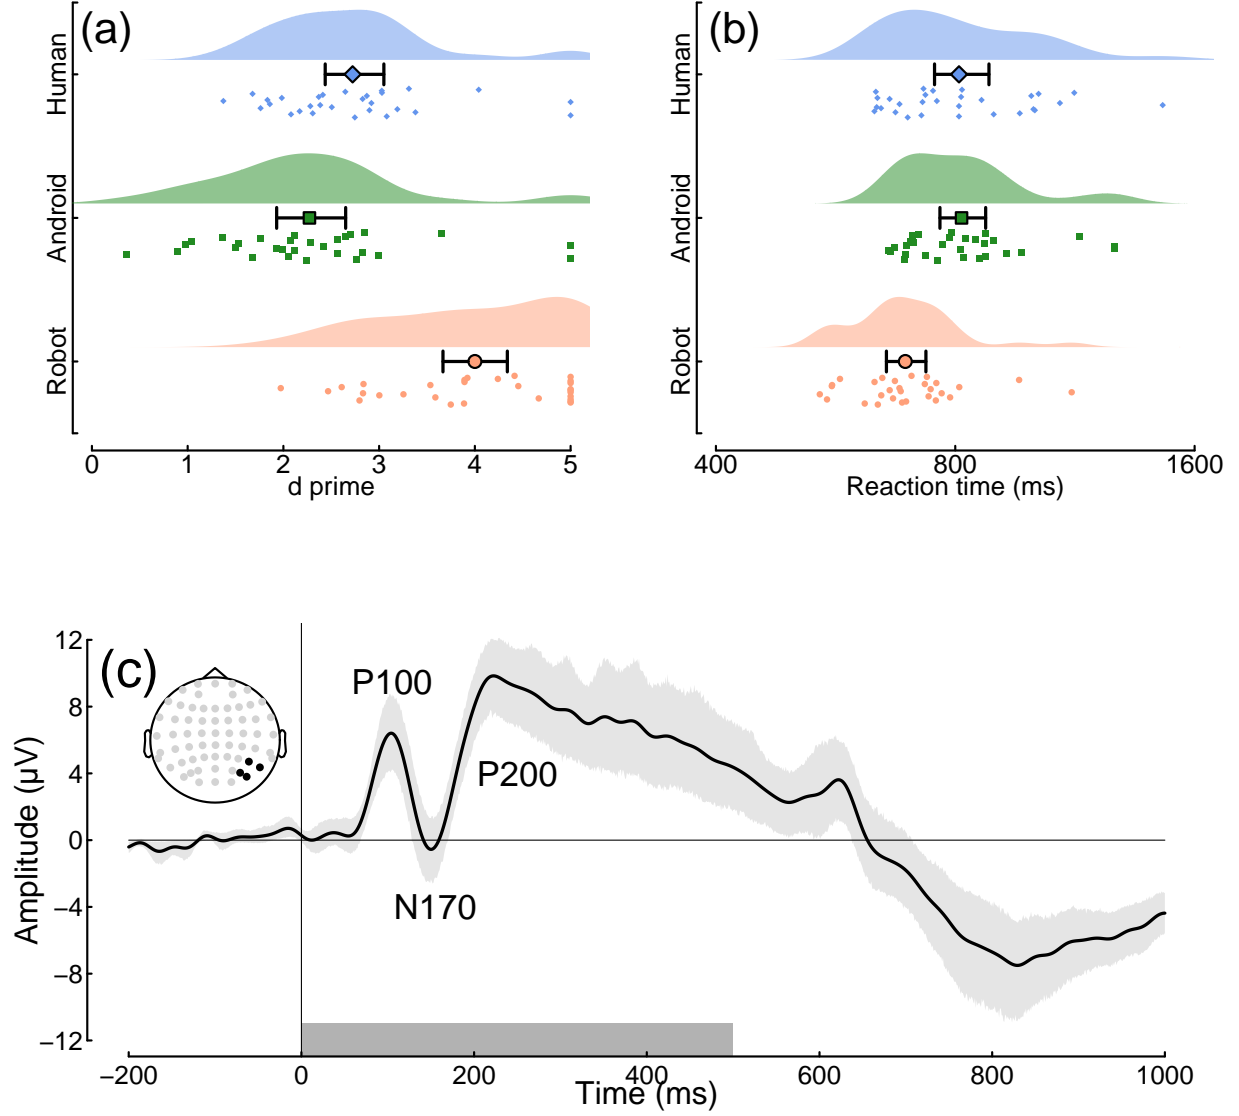 (a)
Human
Android
Robot
0 1 2 3 4 5
d prime
(b)
Human
Android
Robot
400 800 1600
Reaction time (ms)
(c)
P100
P200
N170
12
8
4
0
−4
−8
−12
Amplitude (µV)
−200 0 200 400 600 800 1000
Time (ms)